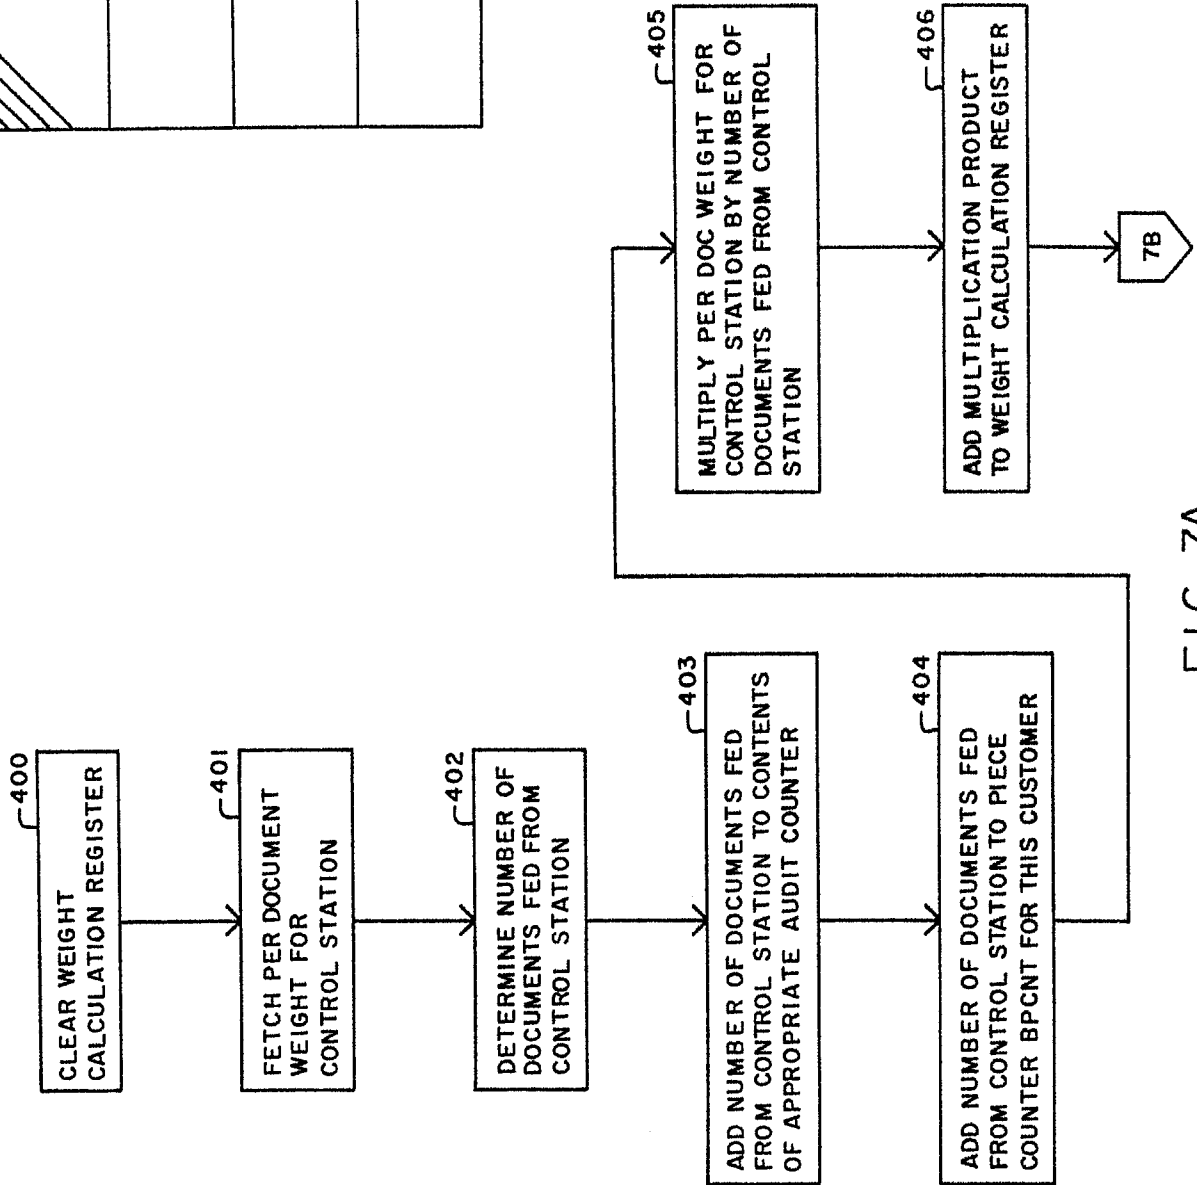 400
CLEAR WEIGHT
CALCULATION REGISTER
401
FETCH PER DOCUMENT
WEIGHT FOR
CONTROL STATION
402
DETERMINE NUMBER OF
DOCUMENTS FED FROM
CONTROL STATION
403
ADD NUMBER OF DOCUMENTS FED
FROM CONTROL STATION TO CONTENTS
OF APPROPRIATE AUDIT COUNTER
404
ADD NUMBER OF DOCUMENTS FED
FROM CONTROL STATION TO PIECE
COUNTER BPCNT FOR THIS CUSTOMER
405
MULTIPLY PER DOC WEIGHT FOR
CONTROL STATION BY NUMBER OF
DOCUMENTS FED FROM CONTROL
STATION
406
ADD MULTIPLICATION PRODUCT
TO WEIGHT CALCULATION REGISTER
7B
FIG. 7A